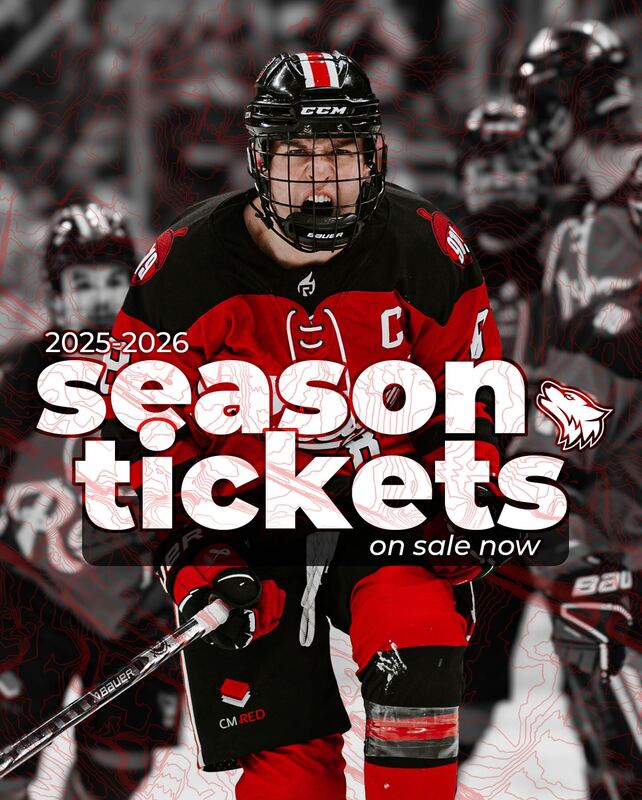 CCM
BAUER
C
2025-2026
season
tickets
on sale now
BAUER
CM RED